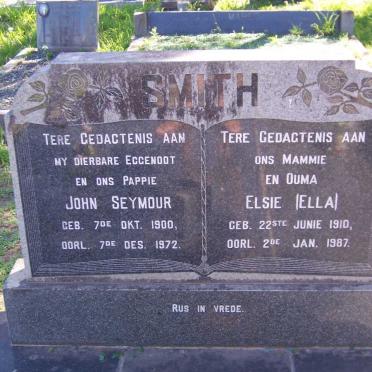 SMITH
TERE GEDACTENIS AAN
MY DIERBARE EGGENOOT
EN ONS PAPPIE
JOHN SEYMOUR
GEB. 7DE OKT. 1900,
OORL. 7DE DES. 1972.
TERE GEDACTENIS AAN
ONS MAMMIE
EN OUMA
ELSIE (ELLA)
GEB. 22STE JUNIE 1910,
OORL. 2DE JAN. 1987.
RUS IN VREDE.